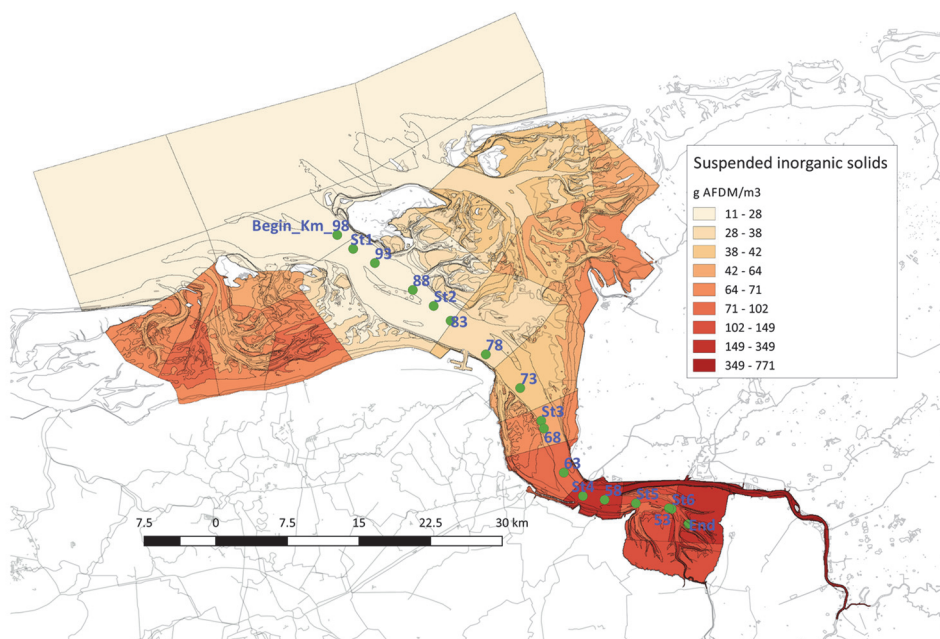 Suspended inorganic solids
g AFDM/m3
11 - 28
28 - 38
38 - 42
42 - 64
64 - 71
71 - 102
102 - 149
149 - 349
349 - 771
Begin_Km_98
St1
93
88
St2
83
78
73
St3
68
63
St4
58
St5
St6
53
End
7.5 0 7.5 15 22.5 30 km